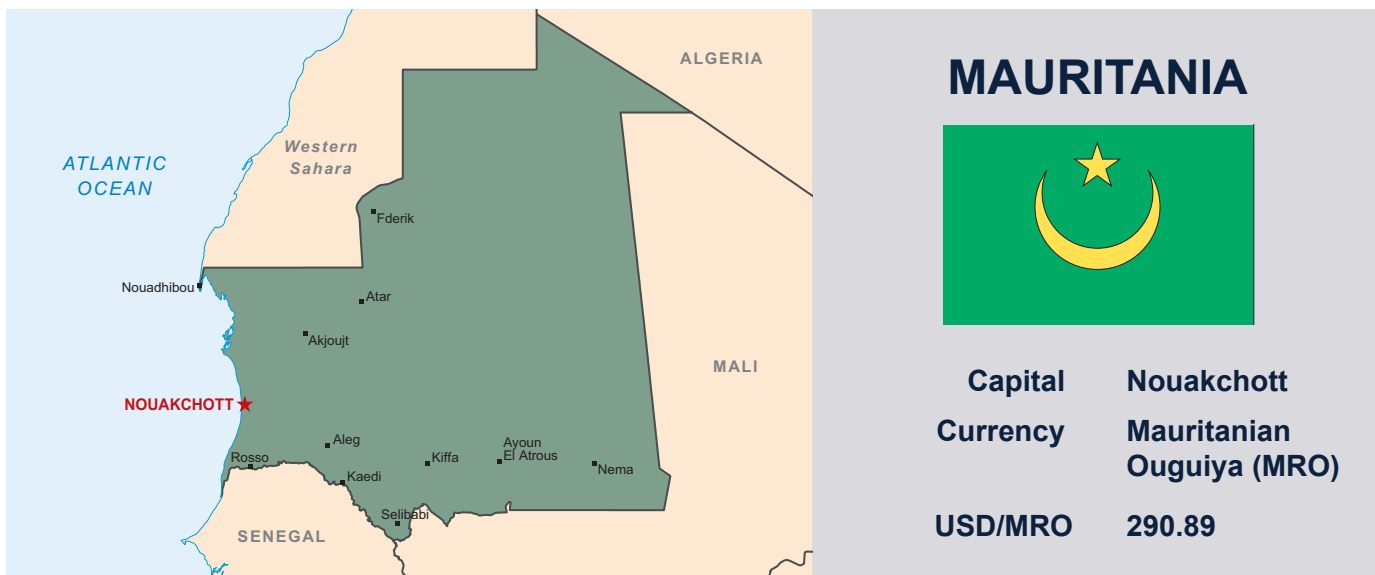 ALGERIA
Western
Sahara
ATLANTIC
OCEAN
Fderik
Nouadhibou
Atar
Akjoujt
MALI
NOUAKCHOTT
Aleg
Ayoun
El Atrous
Rosso
Kiffa
Nema
Kaedi
Selibabi
SENEGAL
MAURITANIA
Capital Nouakchott
Currency Mauritanian
Ouguiya (MRO)
USD/MRO 290.89